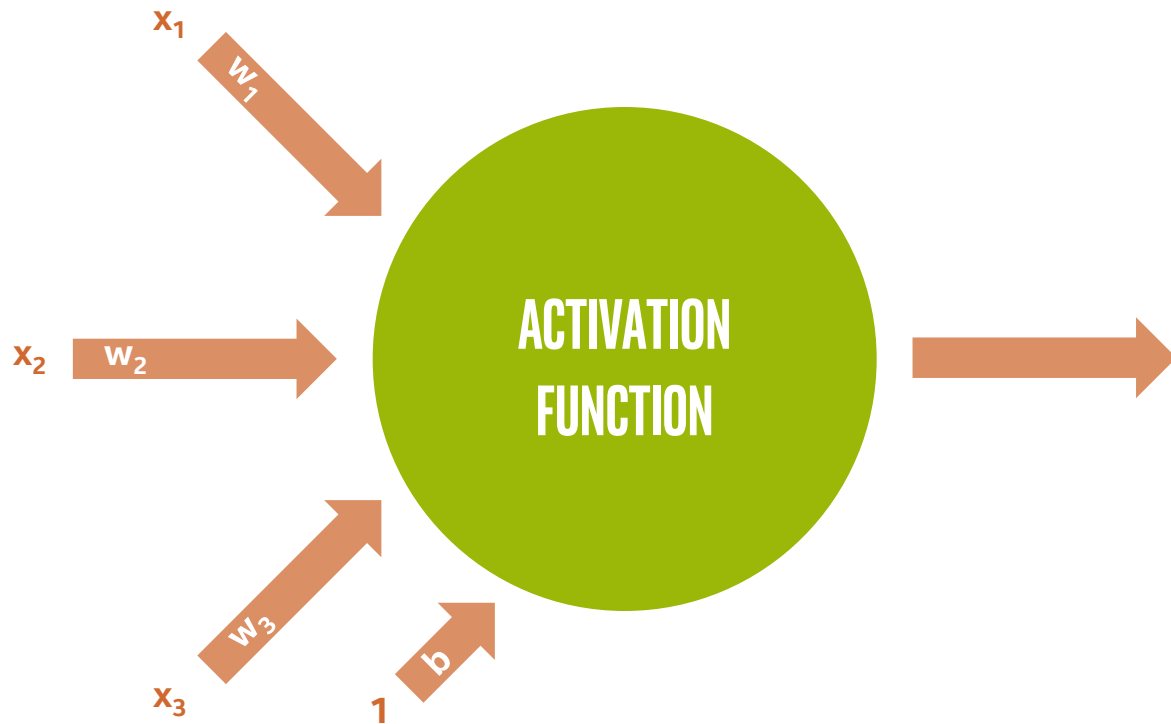 x₁
w₁
ACTIVATION
FUNCTION
x₂ w₂
w₃
x₃
b
1